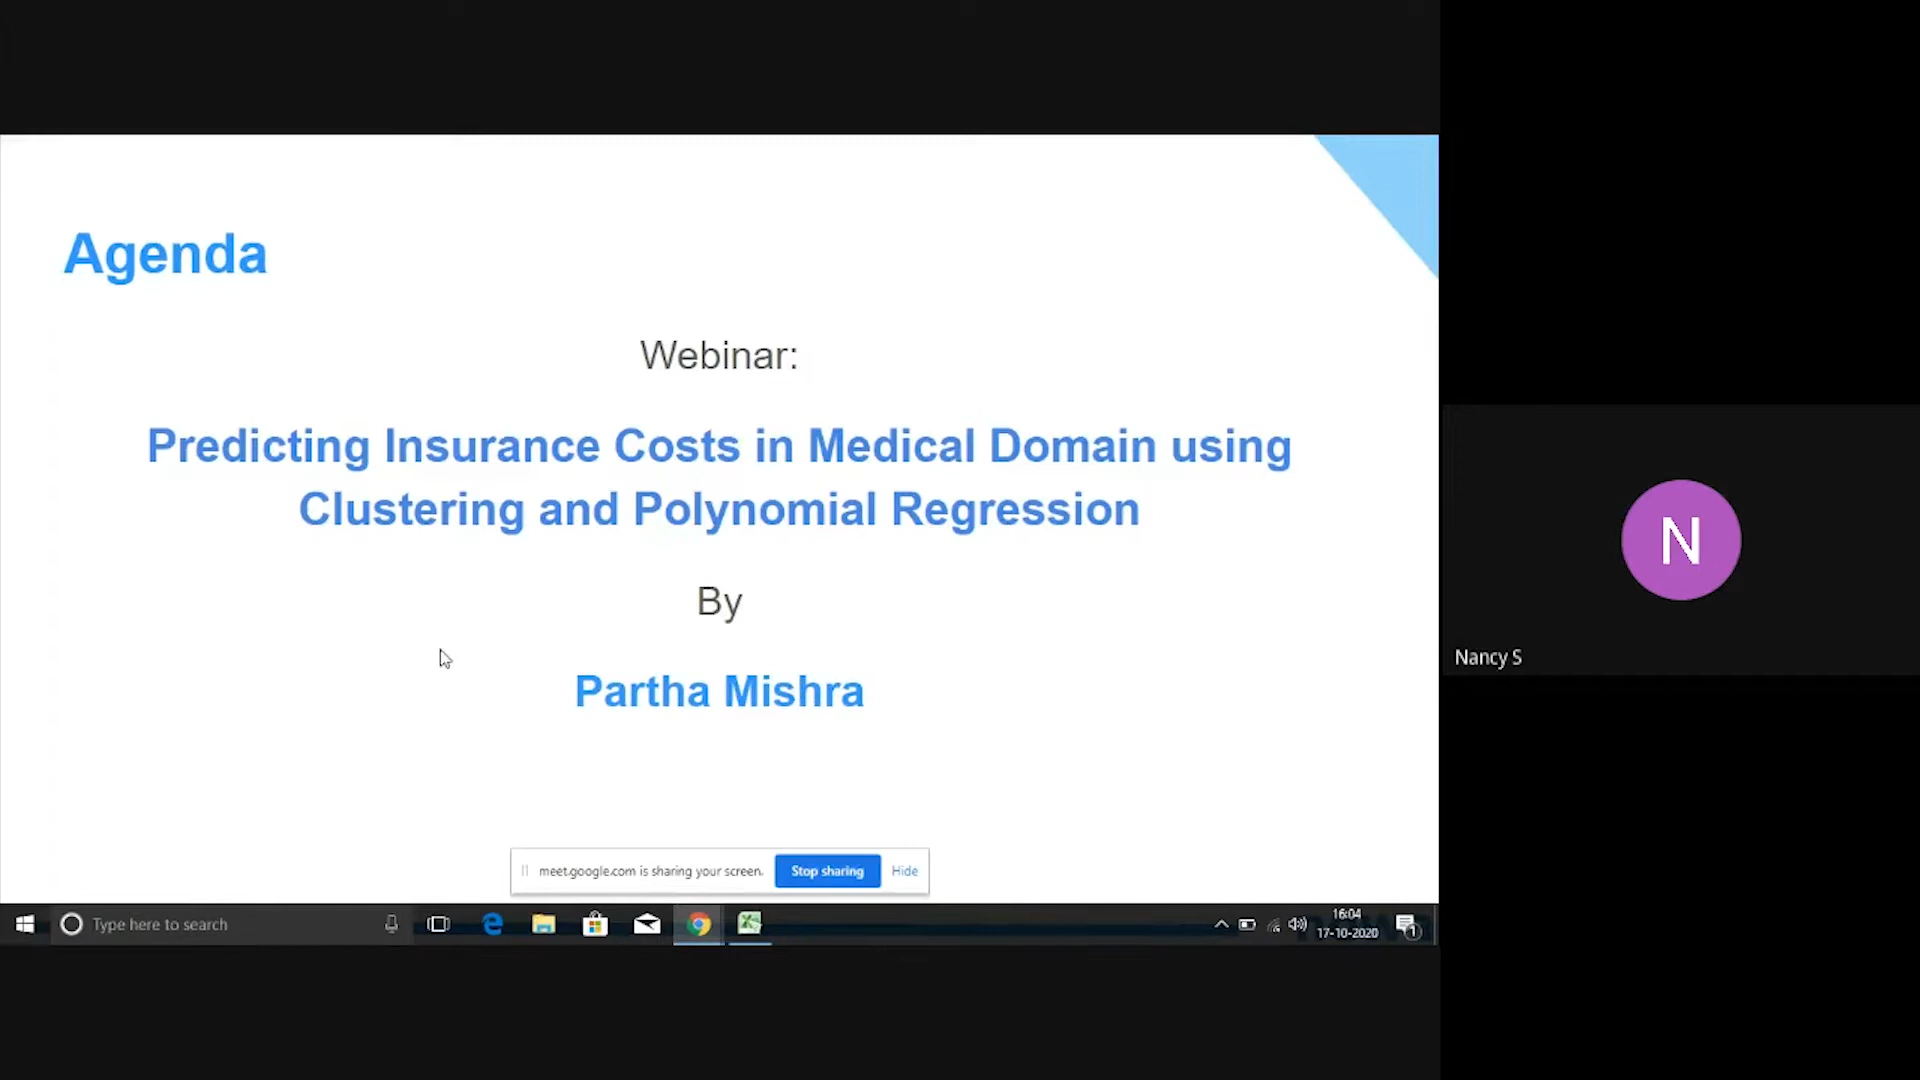 Agenda
Webinar:
Predicting Insurance Costs in Medical Domain using
Clustering and Polynomial Regression
By
Partha Mishra
N
Nancy S
meet.google.com is sharing your screen.
Stop sharing
Hide
Type here to search
16:04
17-10-2020
1